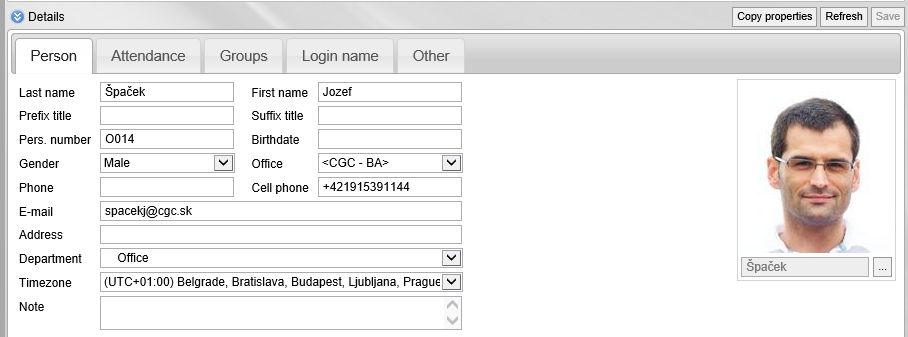 Details Copy properties Refresh Save
Person Attendance Groups Login name Other
Last name Špaček First name Jozef
Prefix title Suffix title
Pers. number O014 Birthdate
Gender Male Office <CGC - BA>
Phone Cell phone +421915391144
E-mail spacekj@cgc.sk
Address
Department Office
Špaček ...
Timezone (UTC+01:00) Belgrade, Bratislava, Budapest, Ljubljana, Prague
Note